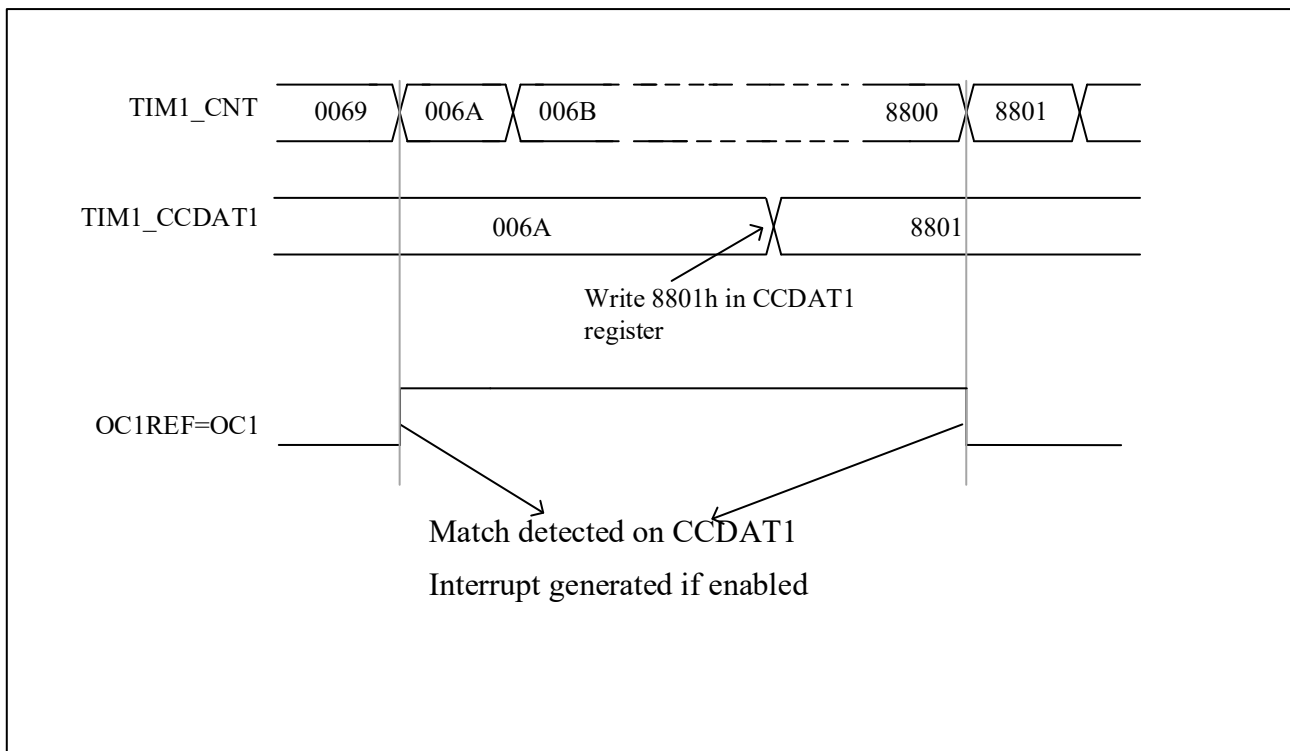 TIM1_CNT 0069 006A 006B 8800 8801
TIM1_CCDAT1 006A 8801
Write 8801h in CCDAT1
register
OC1REF=OC1
Match detected on CCDAT1
Interrupt generated if enabled